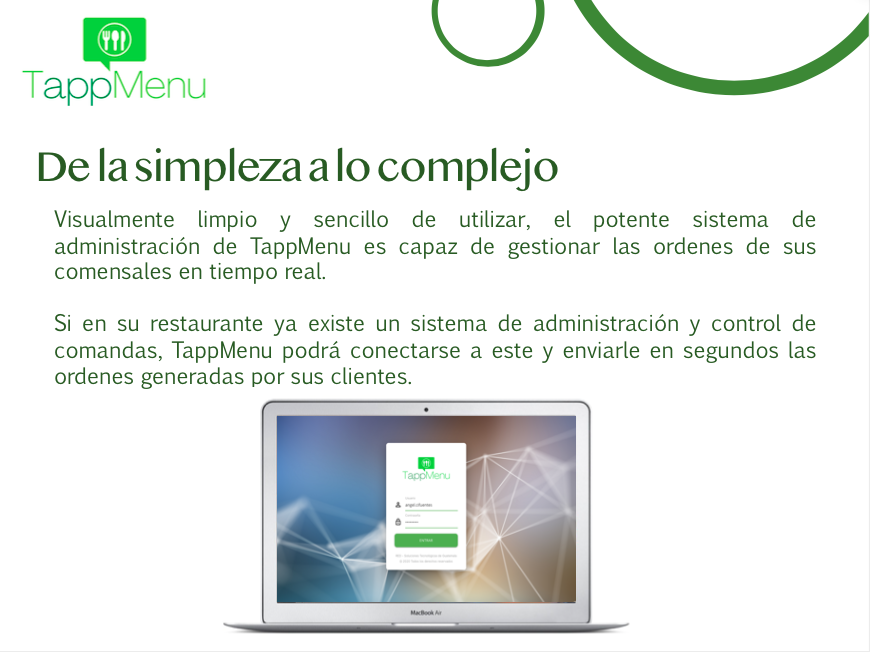 TappMenu
De la simpleza a lo complejo
Visualmente limpio y sencillo de utilizar, el potente sistema de
administración de TappMenu es capaz de gestionar las ordenes de sus
comensales en tiempo real.
Si en su restaurante ya existe un sistema de administración y control de
comandas, TappMenu podrá conectarse a este y enviarle en segundos las
ordenes generadas por sus clientes.
TappMenu
MacBook Air